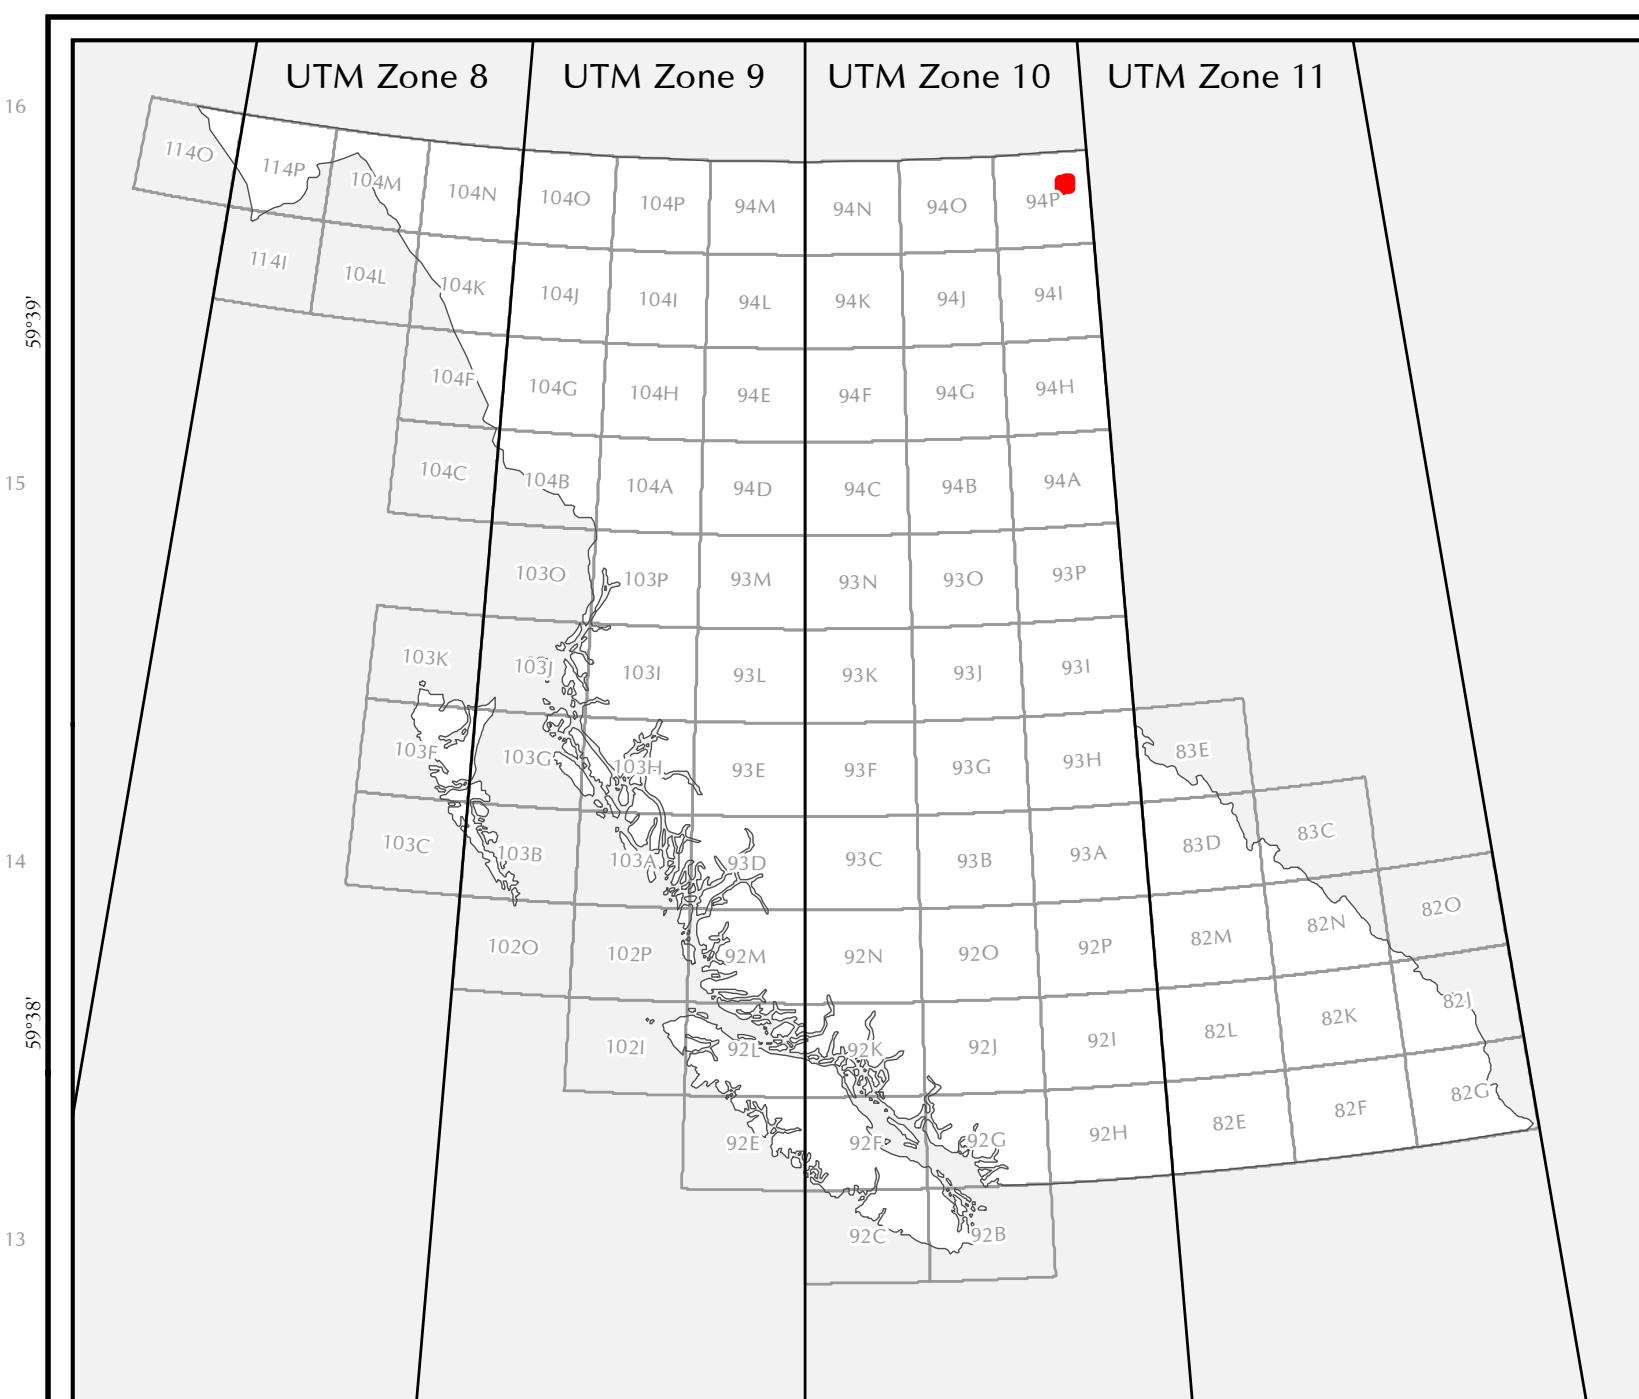 UTM Zone 8 UTM Zone 9 UTM Zone 10 UTM Zone 11
16
114O 114P 104M 104N 104O 104P 94M 94N 94O 94P
114I 104L 104K 104J 104I 94L 94K 94J 94I
59°39'
104F 104G 104H 94E 94F 94G 94H
15
104C 104B 104A 94D 94C 94B 94A
103O 103P 93M 93N 93O 93P
103K 103J 103I 93L 93K 93J 93I
103F 103G 103H 93E 93F 93G 93H 83E
14
103C 103B 103A 93D 93C 93B 93A 83D 83C
102O 102P 92M 92N 92O 92P 82M 82N 82O
59°38'
102I 92L 92K 92J 92I 82L 82K 82J
92E 92F 92G 92H 82E 82F 82G
13
92C 92B